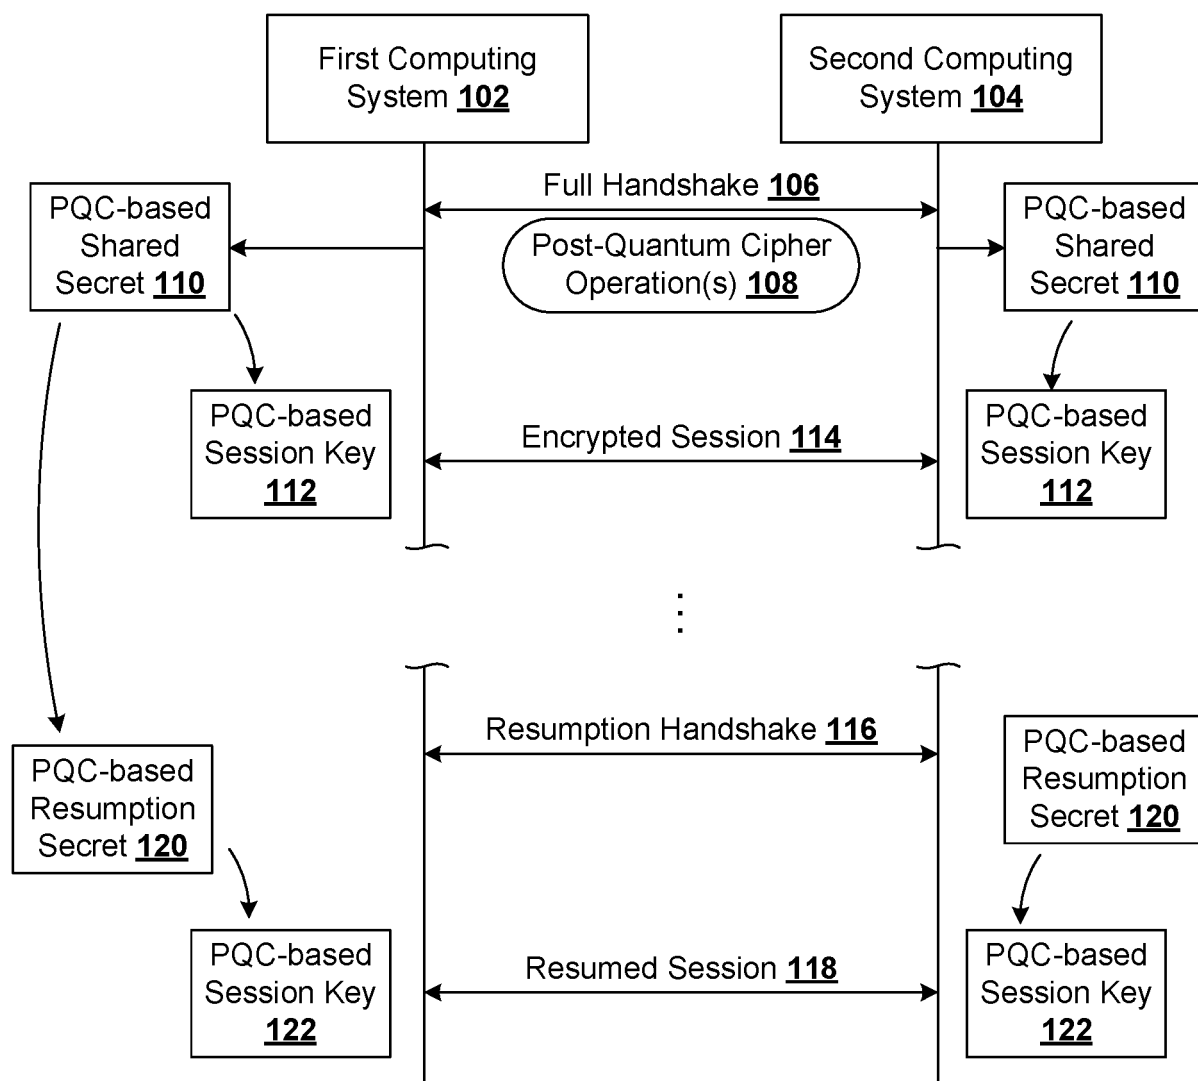 First Computing
System 102
Second Computing
System 104
Full Handshake 106
PQC-based
Shared
Secret 110
Post-Quantum Cipher
Operation(s) 108
PQC-based
Shared
Secret 110
PQC-based
Session Key
112
Encrypted Session 114
PQC-based
Session Key
112
Resumption Handshake 116
PQC-based
Resumption
Secret 120
PQC-based
Resumption
Secret 120
PQC-based
Session Key
122
Resumed Session 118
PQC-based
Session Key
122